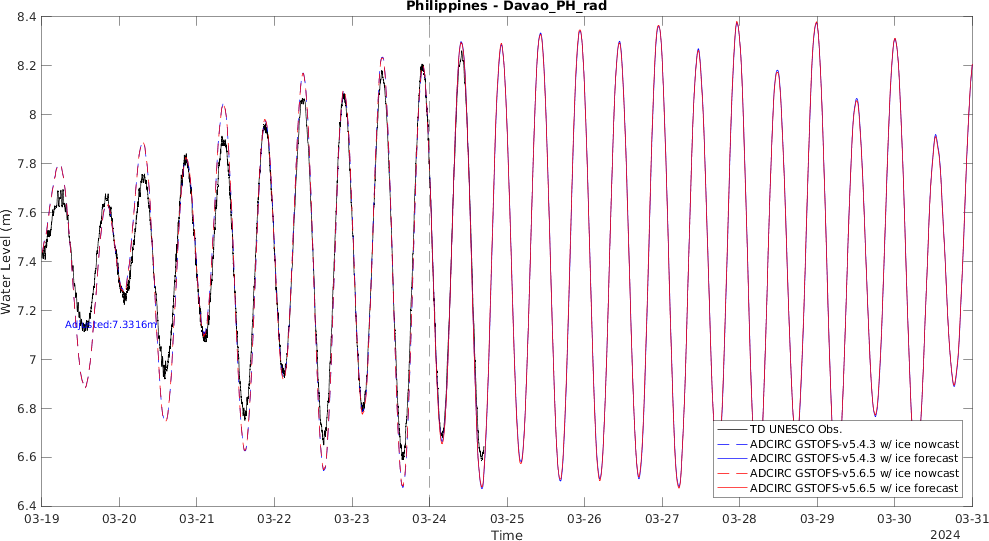 Philippines - Davao_PH_rad
Water Level (m)
8.4
8.2
8
7.8
7.6
7.4
7.2
7
6.8
6.6
6.4
Adjusted:7.3316m
TD UNESCO Obs.
ADCIRC GSTOFS-v5.4.3 w/ ice nowcast
ADCIRC GSTOFS-v5.4.3 w/ ice forecast
ADCIRC GSTOFS-v5.6.5 w/ ice nowcast
ADCIRC GSTOFS-v5.6.5 w/ ice forecast
03-19 03-20 03-21 03-22 03-23 03-24 03-25 03-26 03-27 03-28 03-29 03-30 03-31
Time
2024